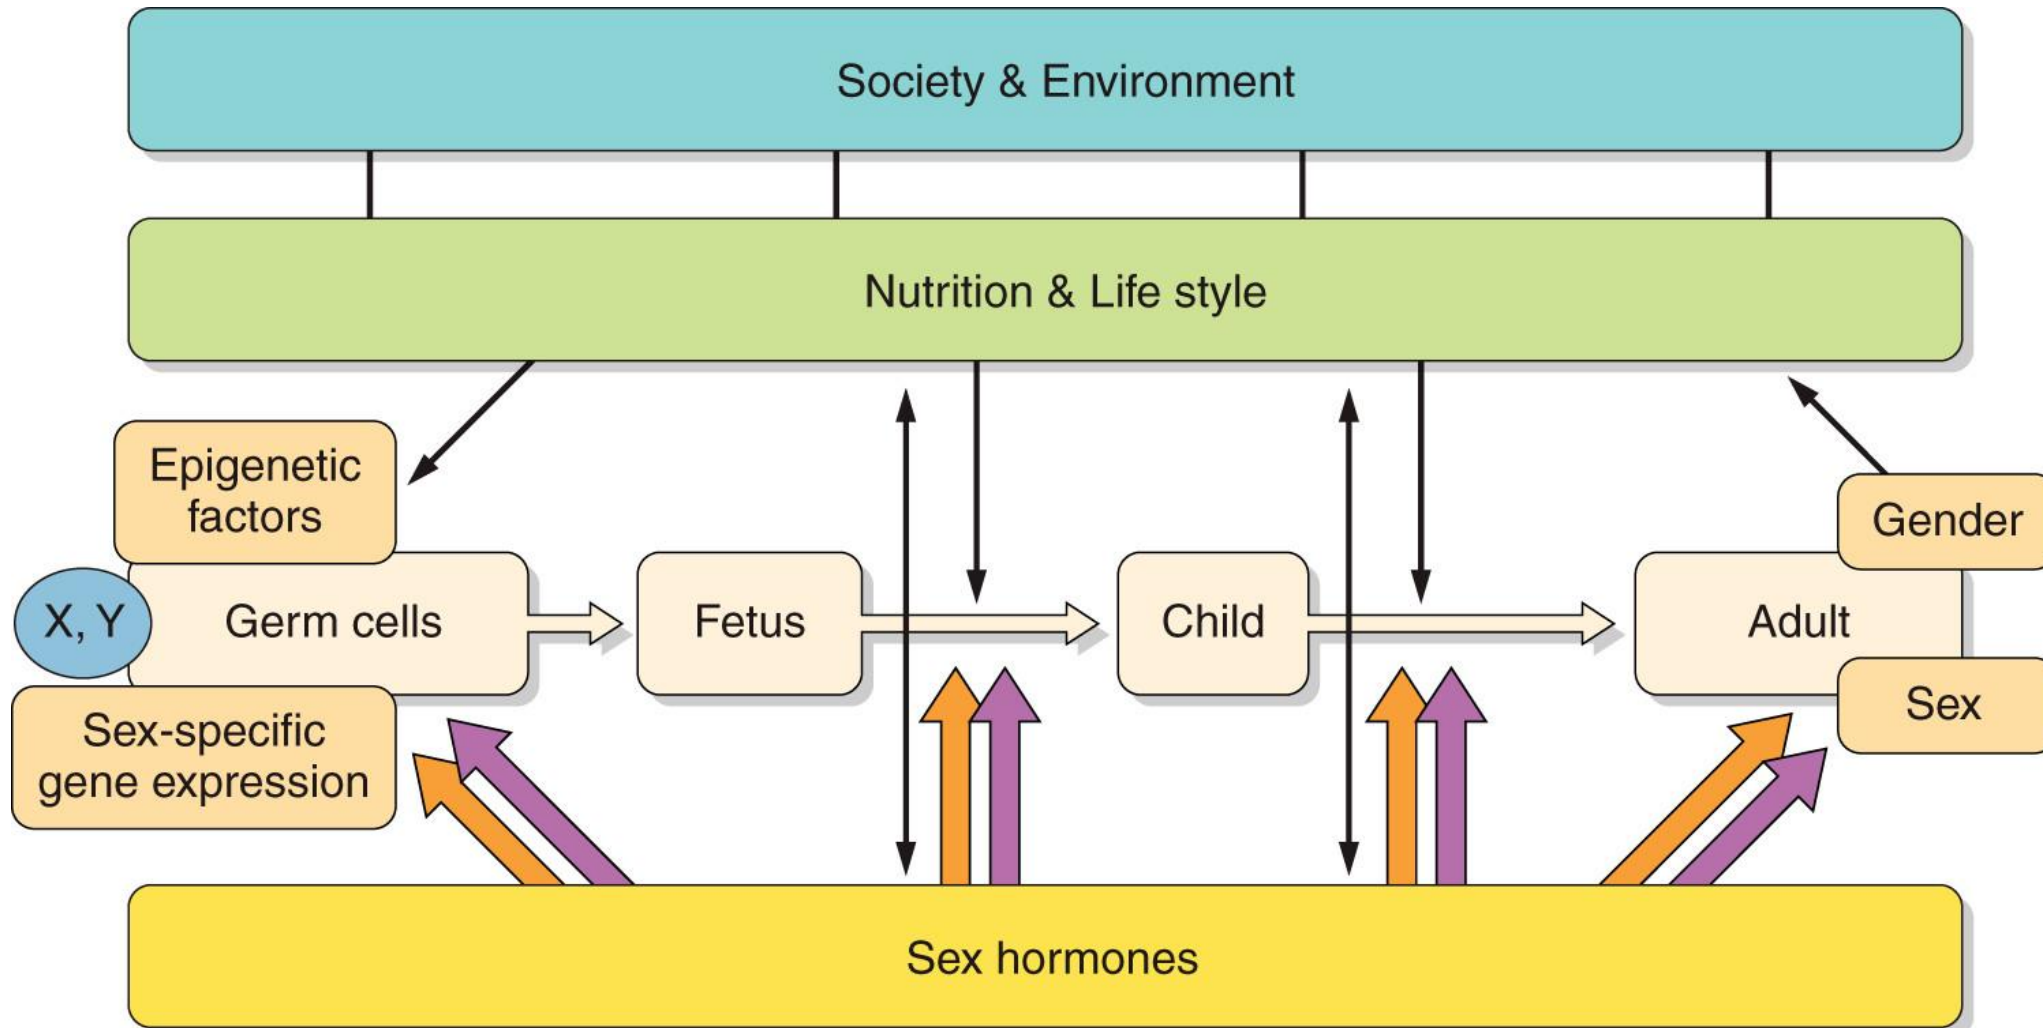 Society & Environment
Nutrition & Life style
Epigenetic
factors
Gender
X, Y
Germ cells
Fetus
Child
Adult
Sex-specific
gene expression
Sex
Sex hormones